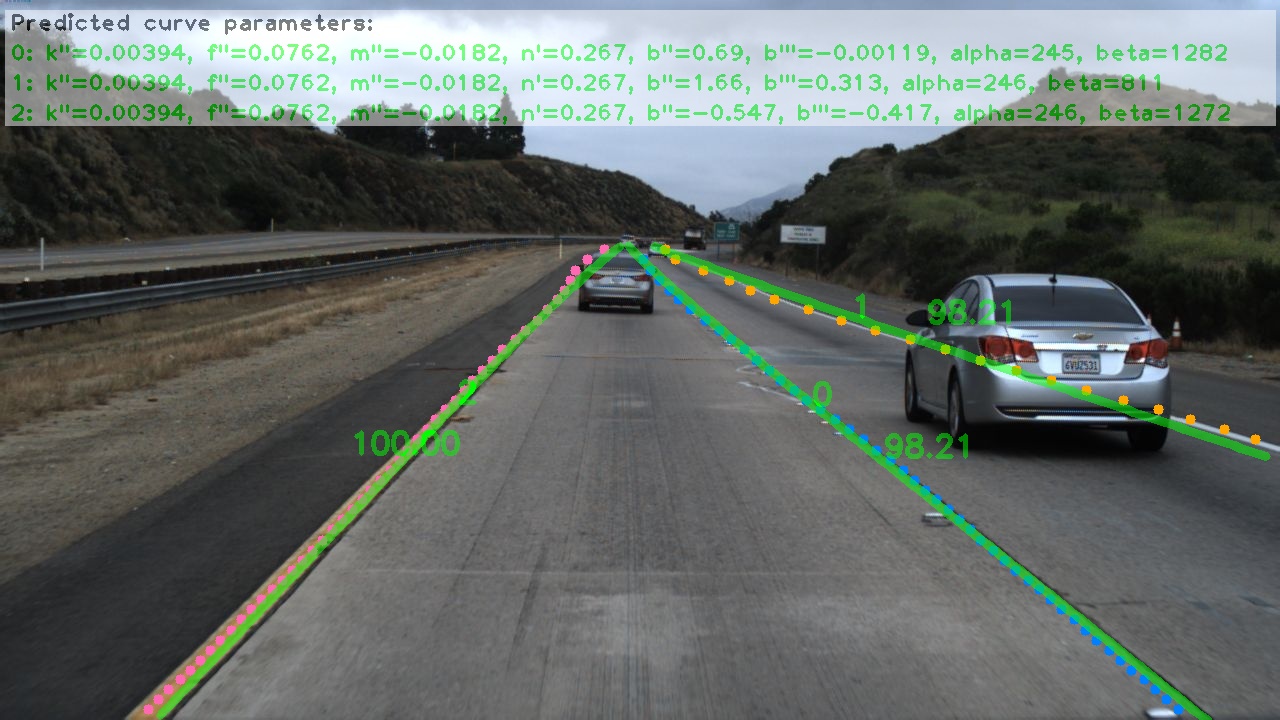 Predicted curve parameters:
0: k''=0.00394, f''=0.0762, m''=-0.0182, n'=0.267, b''=0.69, b'''=-0.00119, alpha=245, beta=1282
1: k''=0.00394, f''=0.0762, m''=-0.0182, n'=0.267, b''=1.66, b'''=0.313, alpha=246, beta=811
2: k''=0.00394, f''=0.0762, m''=-0.0182, n'=0.267, b''=-0.547, b'''=-0.417, alpha=246, beta=1272
1
98.21
0
2
100.00
98.21